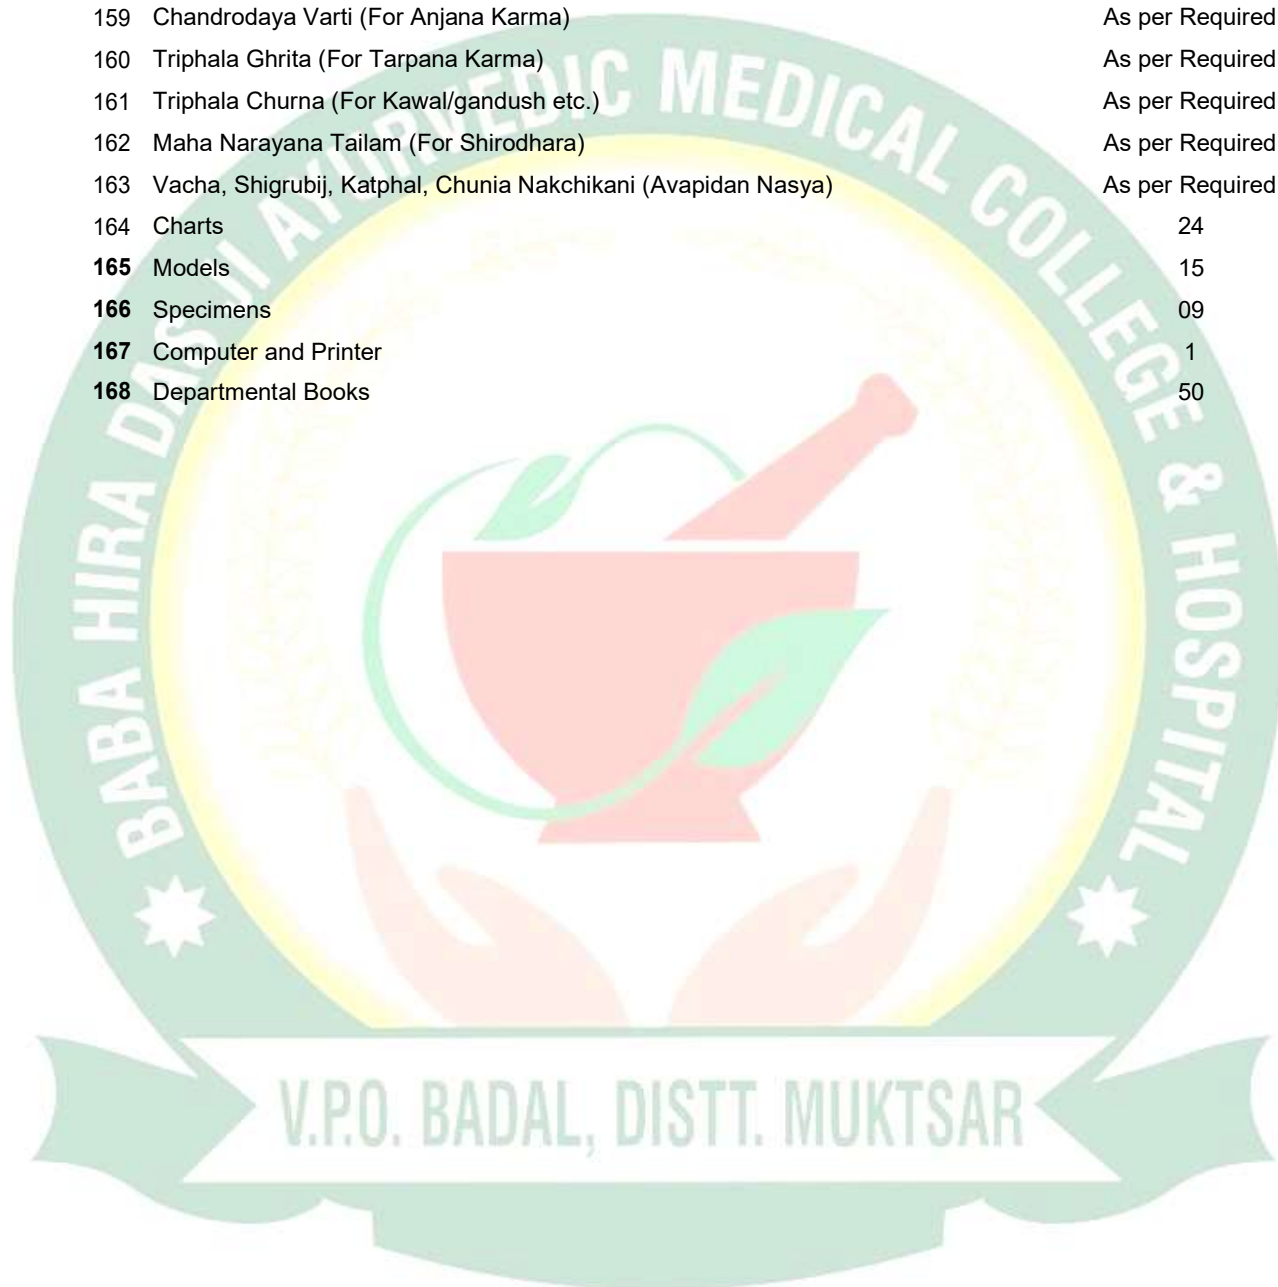 159 Chandrodaya Varti (For Anjana Karma) As per Required
160 Triphala Ghrita (For Tarpana Karma) As per Required
161 Triphala Churna (For Kawal/gandush etc.) As per Required
162 Maha Narayana Tailam (For Shirodhara) As per Required
163 Vacha, Shigrubij, Katphal, Chunia Nakchikani (Avapidan Nasya) As per Required
164 Charts 24
165 Models 15
166 Specimens 09
167 Computer and Printer 1
168 Departmental Books 50
BABA HIRA DAS JI AYURVEDIC MEDICAL COLLEGE & HOSPITAL
V.P.O. BADAL, DISTT. MUKTSAR